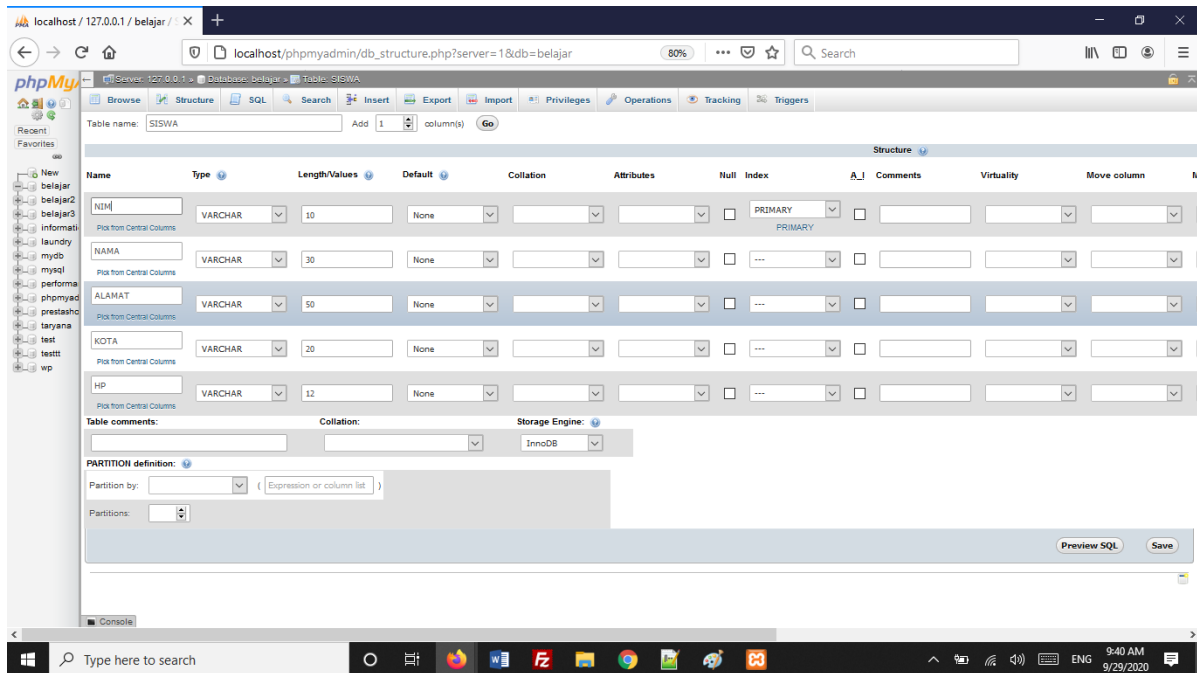 localhost / 127.0.0.1 / belajar /
localhost/phpmyadmin/db_structure.php?server=1&db=belajar 80% Search
phpMy
Server: 127.0.0.1 » Database: belajar » Table: SISWA
Browse Structure SQL Search Insert Export Import Privileges Operations Tracking Triggers
Recent
Favorites
New
belajar
belajar2
belajar3
informati
laundry
mydb
mysql
performa
phpmyad
prestasho
taryana
test
testtt
wp
Table name: SISWA Add 1 column(s) Go
Structure
Name Type Length/Values Default Collation Attributes Null Index A_I Comments Virtuality Move column
NIM VARCHAR 10 None PRIMARY
Pick from Central Columns PRIMARY
NAMA VARCHAR 30 None ---
Pick from Central Columns
ALAMAT VARCHAR 50 None ---
Pick from Central Columns
KOTA VARCHAR 20 None ---
Pick from Central Columns
HP VARCHAR 12 None ---
Pick from Central Columns
Table comments: Collation: Storage Engine:
InnoDB
PARTITION definition:
Partition by: ( Expression or column list )
Partitions:
Preview SQL Save
Console
Type here to search
ENG 9:40 AM
9/29/2020